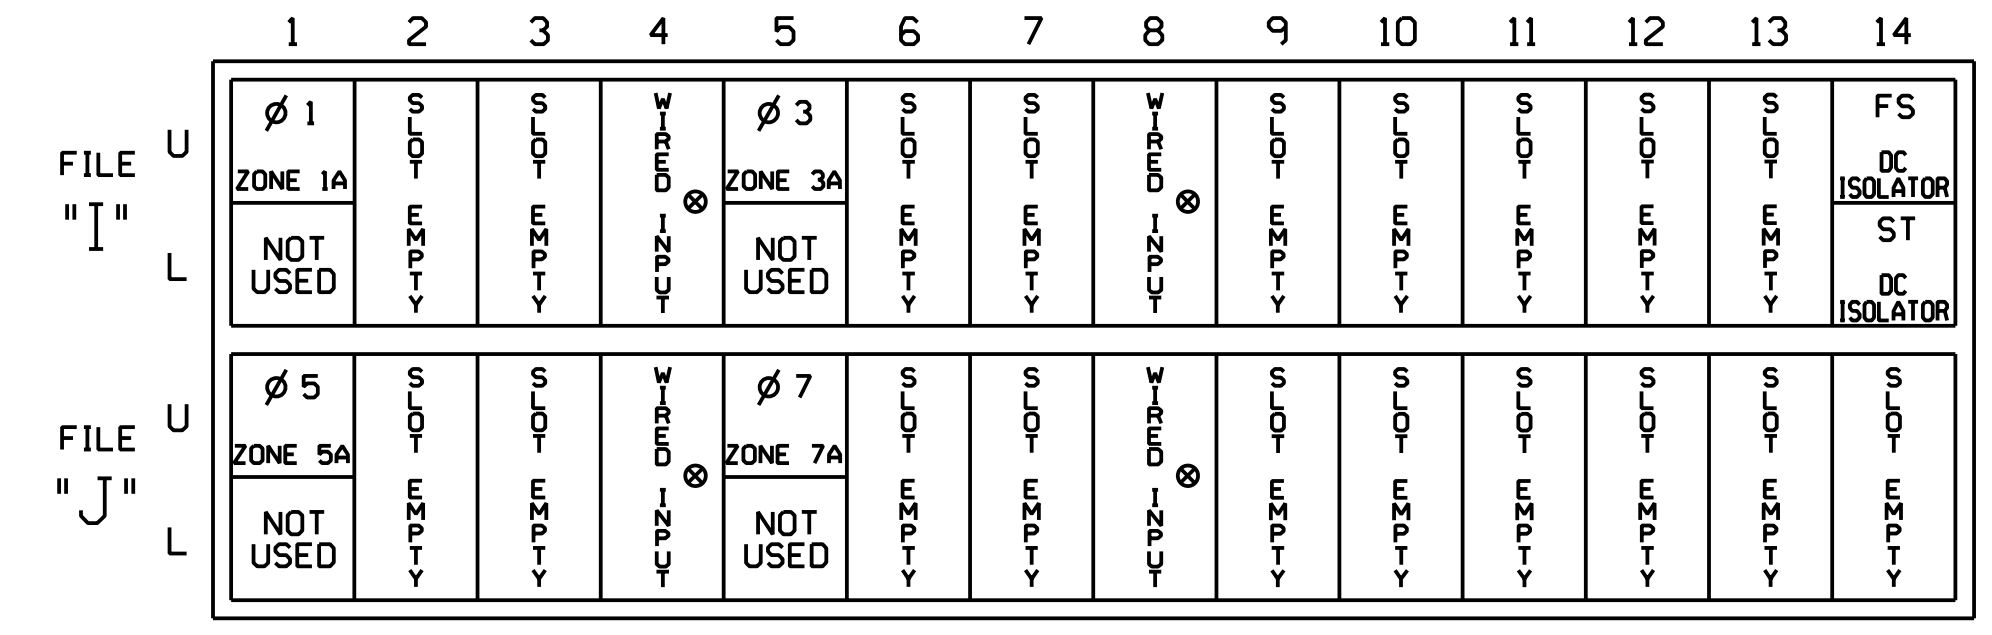 1 2 3 4 5 6 7 8 9 10 11 12 13 14
FILE
"I"
U
L
Ø 1
ZONE 1A
NOT
USED
SLOT EMPTY
SLOT EMPTY
WIRED INPUT
Ø 3
ZONE 3A
NOT
USED
SLOT EMPTY
SLOT EMPTY
WIRED INPUT
SLOT EMPTY
SLOT EMPTY
SLOT EMPTY
SLOT EMPTY
SLOT EMPTY
FS
DC
ISOLATOR
ST
DC
ISOLATOR
FILE
"J"
U
L
Ø 5
ZONE 5A
NOT
USED
SLOT EMPTY
SLOT EMPTY
WIRED INPUT
Ø 7
ZONE 7A
NOT
USED
SLOT EMPTY
SLOT EMPTY
WIRED INPUT
SLOT EMPTY
SLOT EMPTY
SLOT EMPTY
SLOT EMPTY
SLOT EMPTY
SLOT EMPTY